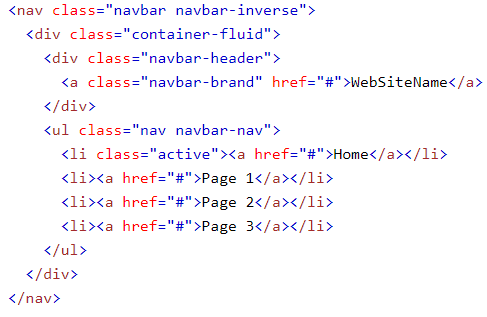 <nav class="navbar navbar-inverse">
  <div class="container-fluid">
    <div class="navbar-header">
      <a class="navbar-brand" href="#">WebSiteName</a>
    </div>
    <ul class="nav navbar-nav">
      <li class="active"><a href="#">Home</a></li>
      <li><a href="#">Page 1</a></li>
      <li><a href="#">Page 2</a></li>
      <li><a href="#">Page 3</a></li>
    </ul>
  </div>
</nav>